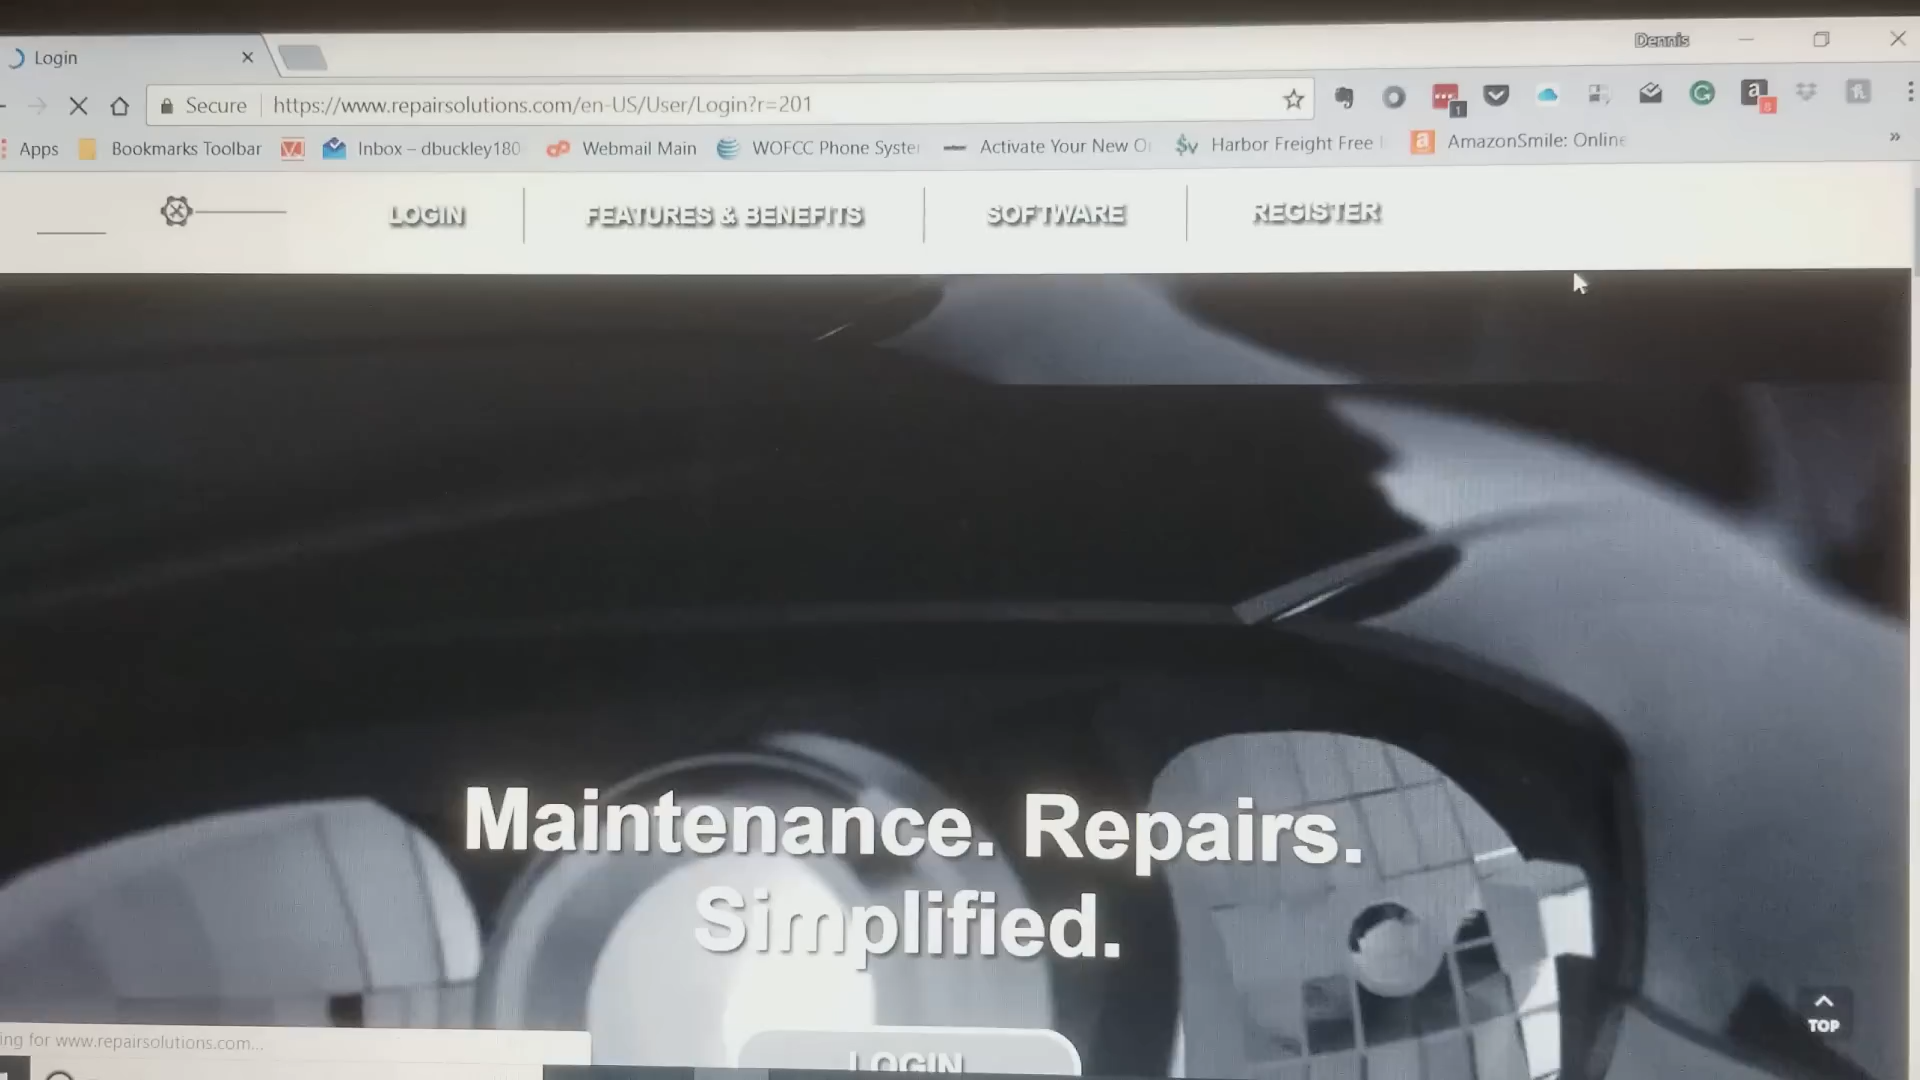 Login
Dennis
Secure https://www.repairsolutions.com/en-US/User/Login?r=201
Apps Bookmarks Toolbar Inbox – dbuckley180 Webmail Main WOFCC Phone Syste Activate Your New O Harbor Freight Free AmazonSmile: Online
LOGIN FEATURES & BENEFITS SOFTWARE REGISTER
Maintenance. Repairs.
Simplified.
TOP
ing for www.repairsolutions.com...
LOGIN